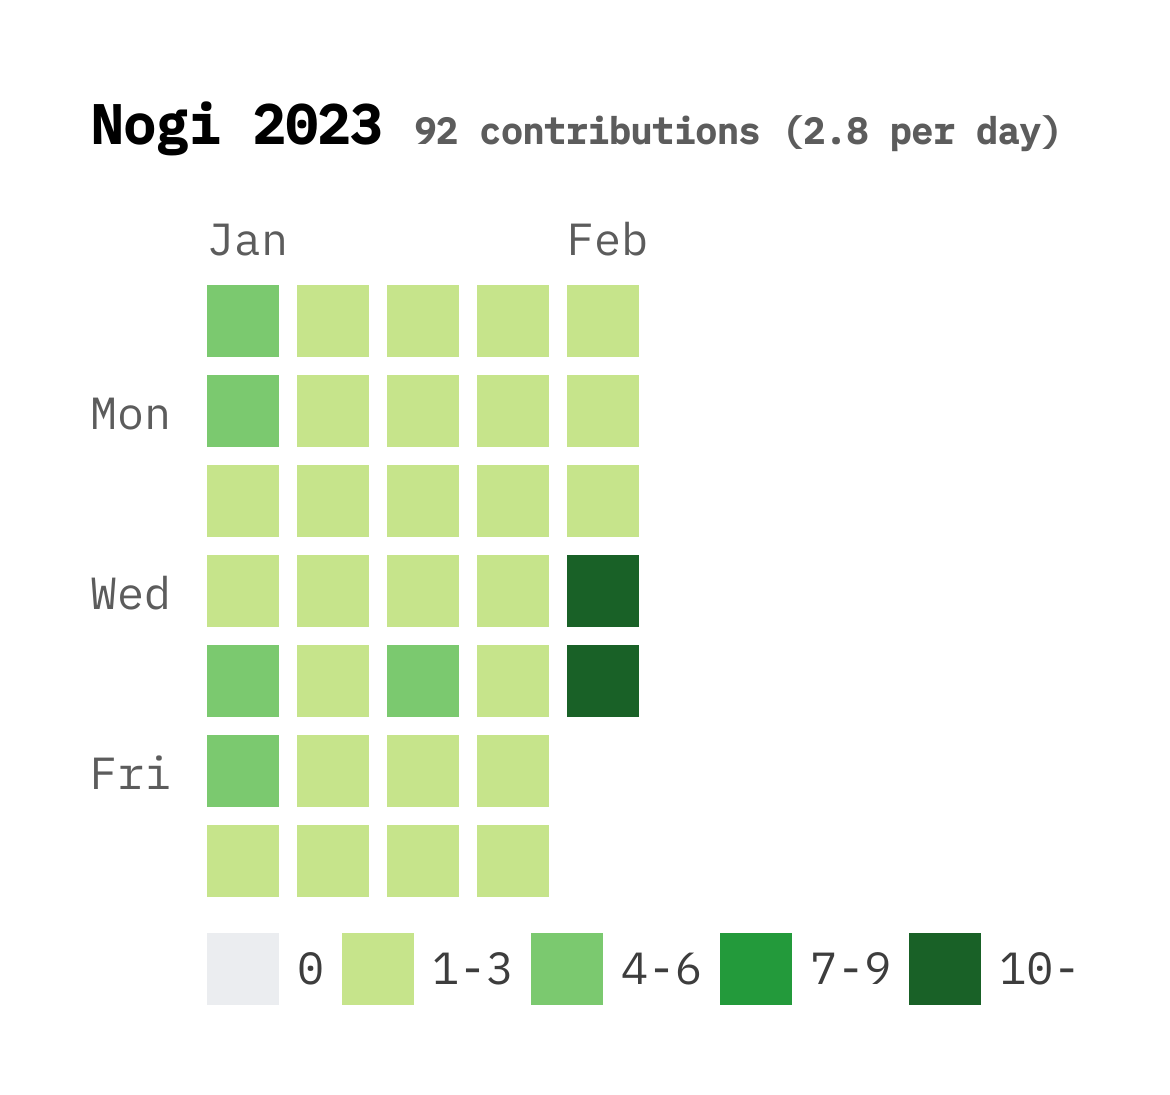 Nogi 2023 92 contributions (2.8 per day)
Jan Feb
Mon
Wed
Fri
0 1-3 4-6 7-9 10-